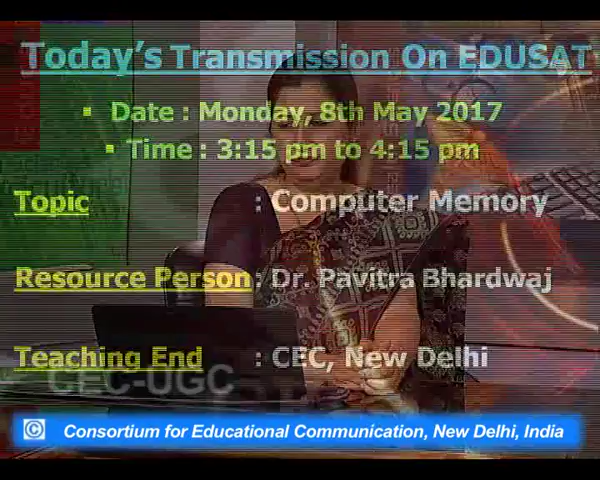 Today's Transmission On EDUSAT
▪ Date : Monday, 8th May 2017
▪ Time : 3:15 pm to 4:15 pm
Topic : Computer Memory
Resource Person : Dr. Pavitra Bhardwaj
Teaching End : CEC, New Delhi
CEC-UGC
© Consortium for Educational Communication, New Delhi, India